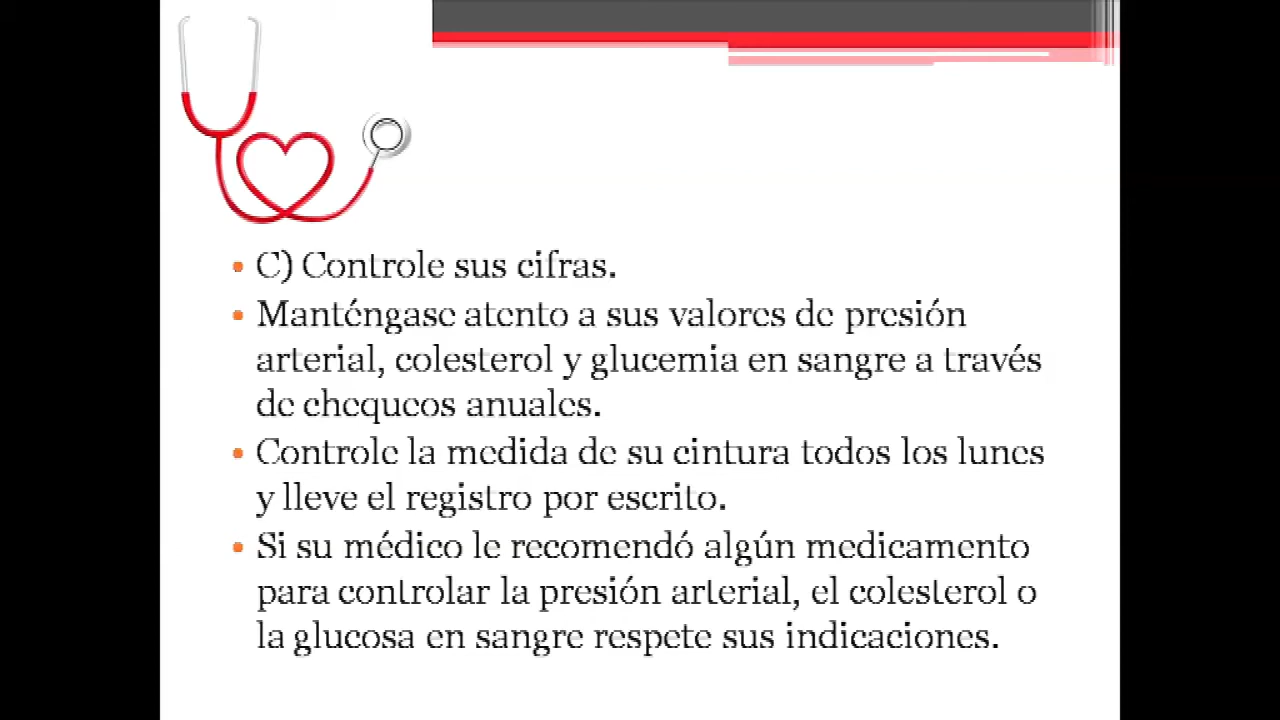 • C) Controle sus cifras.
• Manténgase atento a sus valores de presión
arterial, colesterol y glucemia en sangre a través
de chequeos anuales.
• Controle la medida de su cintura todos los lunes
y lleve el registro por escrito.
• Si su médico le recomendó algún medicamento
para controlar la presión arterial, el colesterol o
la glucosa en sangre respete sus indicaciones.